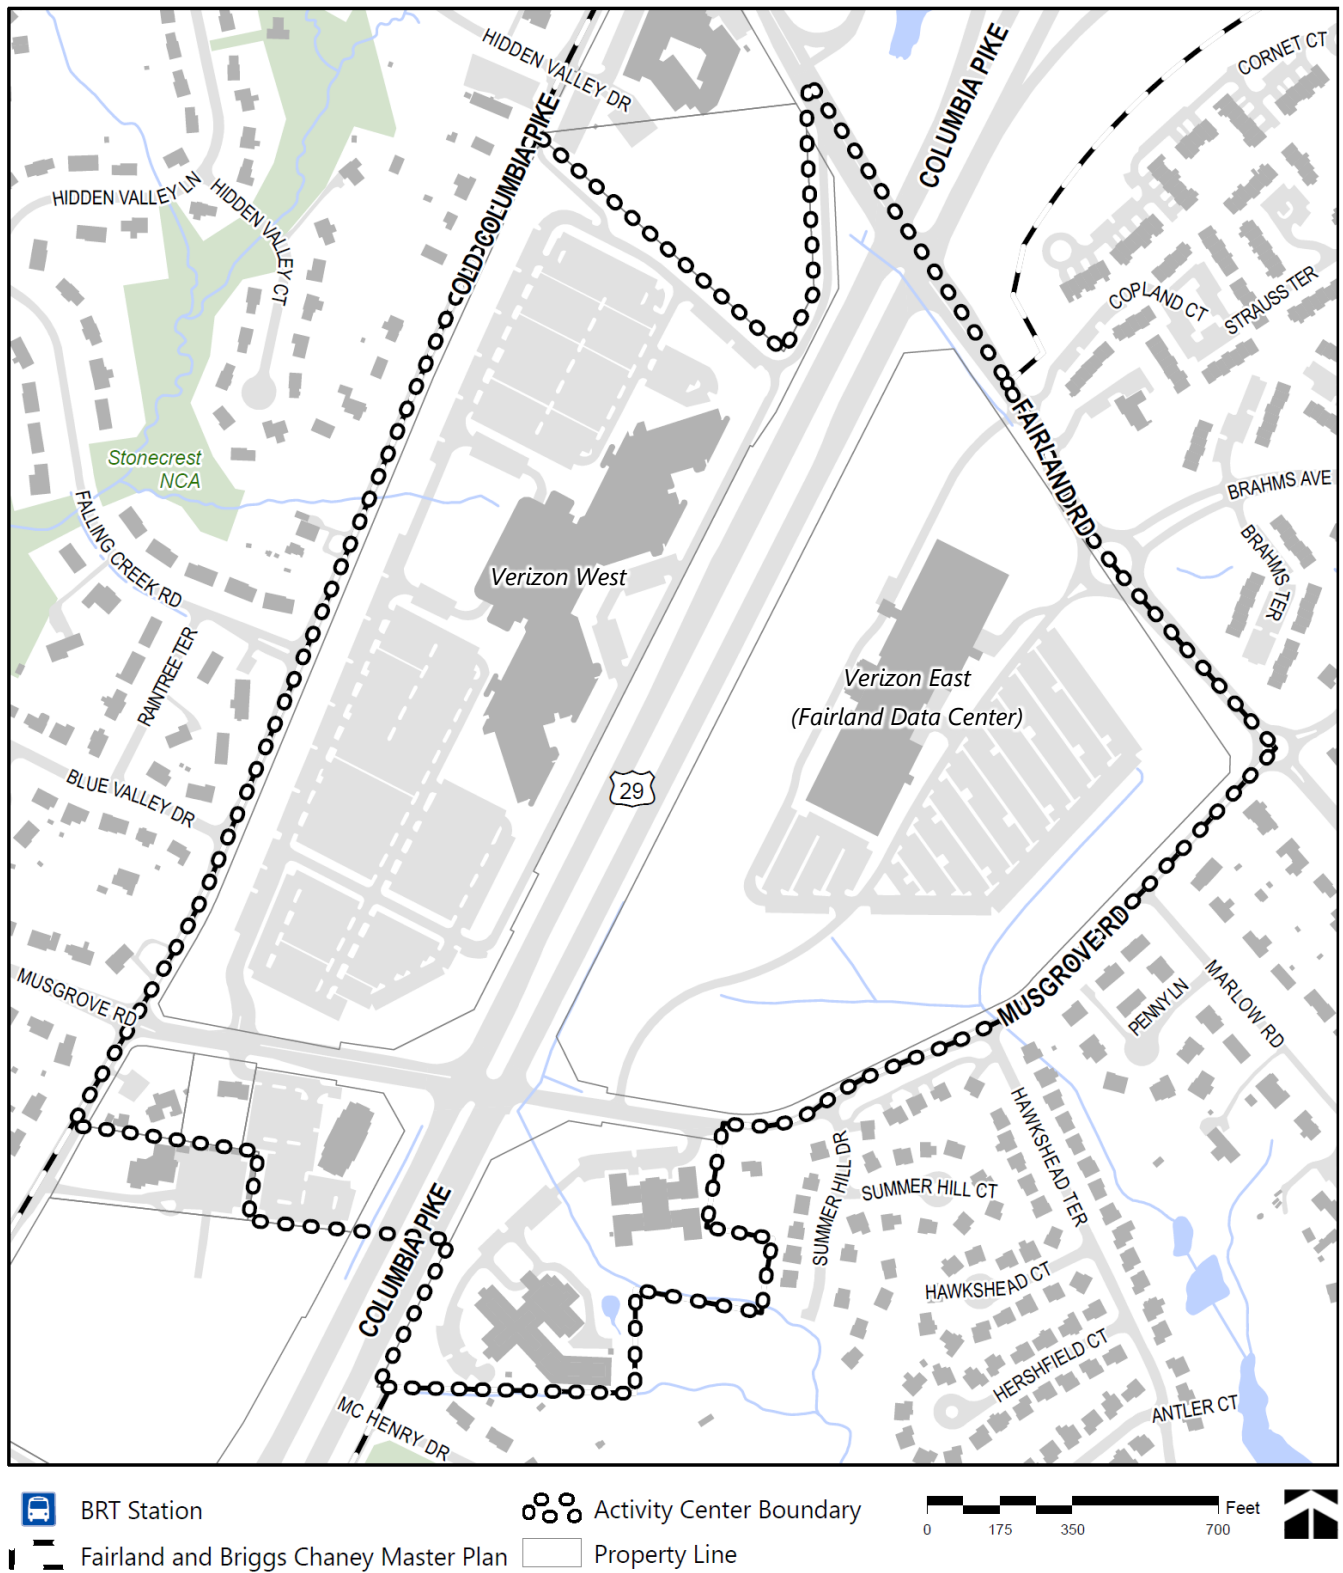 HIDDEN VALLEY DR
COLUMBIA PIKE
CORNET CT
OLD COLUMBIA PIKE
HIDDEN VALLEY LN
HIDDEN VALLEY CT
COPLAND CT
STRAUSS TER
Stonecrest
NCA
FAIRLAND RD
BRAHMS AVE
BRAHMS TER
FALLING CREEK RD
RAINTREE TER
Verizon West
Verizon East
(Fairland Data Center)
BLUE VALLEY DR
29
MUSGROVE RD
MUSGROVE RD
MARLOW RD
PENNY LN
HAWKSHEAD TER
SUMMER HILL DR
SUMMER HILL CT
COLUMBIA PIKE
HAWKSHEAD CT
HERSHFIELD CT
ANTLER CT
MC HENRY DR
BRT Station
Activity Center Boundary
Feet
0 175 350 700
Fairland and Briggs Chaney Master Plan
Property Line